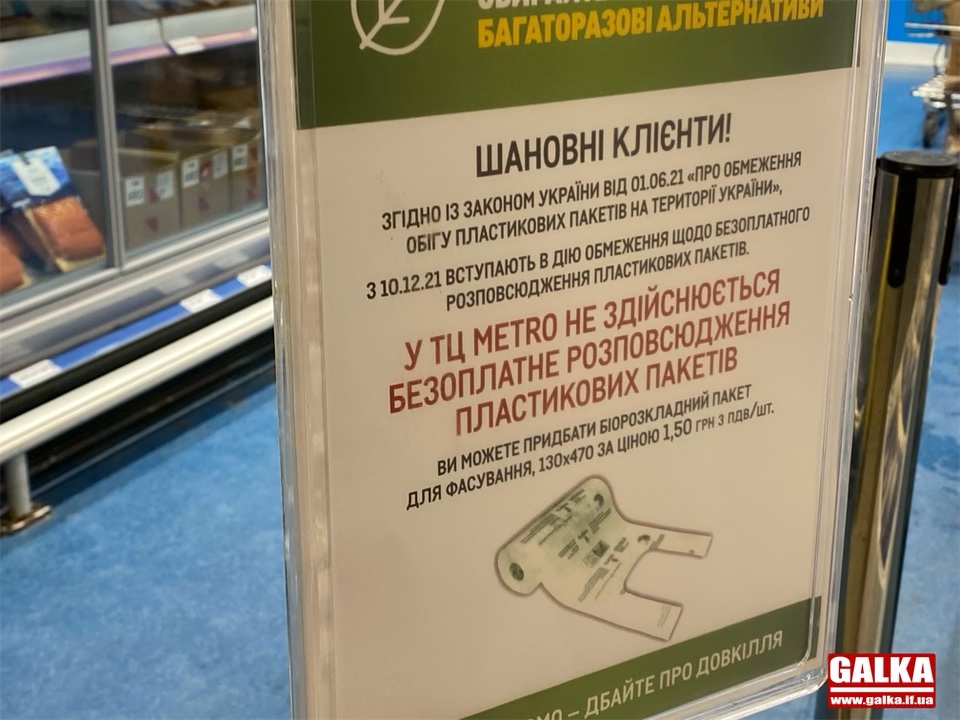 БАГАТОРАЗОВІ АЛЬТЕРНАТИВИ
ШАНОВНІ КЛІЄНТИ!
ЗГІДНО ІЗ ЗАКОНОМ УКРАЇНИ ВІД 01.06.21 «ПРО ОБМЕЖЕННЯ
ОБІГУ ПЛАСТИКОВИХ ПАКЕТІВ НА ТЕРИТОРІЇ УКРАЇНИ»,
З 10.12.21 ВСТУПАЮТЬ В ДІЮ ОБМЕЖЕННЯ ЩОДО БЕЗОПЛАТНОГО
РОЗПОВСЮДЖЕННЯ ПЛАСТИКОВИХ ПАКЕТІВ.
У ТЦ METRO НЕ ЗДІЙСНЮЄТЬСЯ
БЕЗОПЛАТНЕ РОЗПОВСЮДЖЕННЯ
ПЛАСТИКОВИХ ПАКЕТІВ
ВИ МОЖЕТЕ ПРИДБАТИ БІОРОЗКЛАДНИЙ ПАКЕТ
ДЛЯ ФАСУВАННЯ, 130х470 ЗА ЦІНОЮ 1,50 ГРН З ПДВ/ШТ.
– ДБАЙТЕ ПРО ДОВКІЛЛЯ
GALKA
www.galka.if.ua